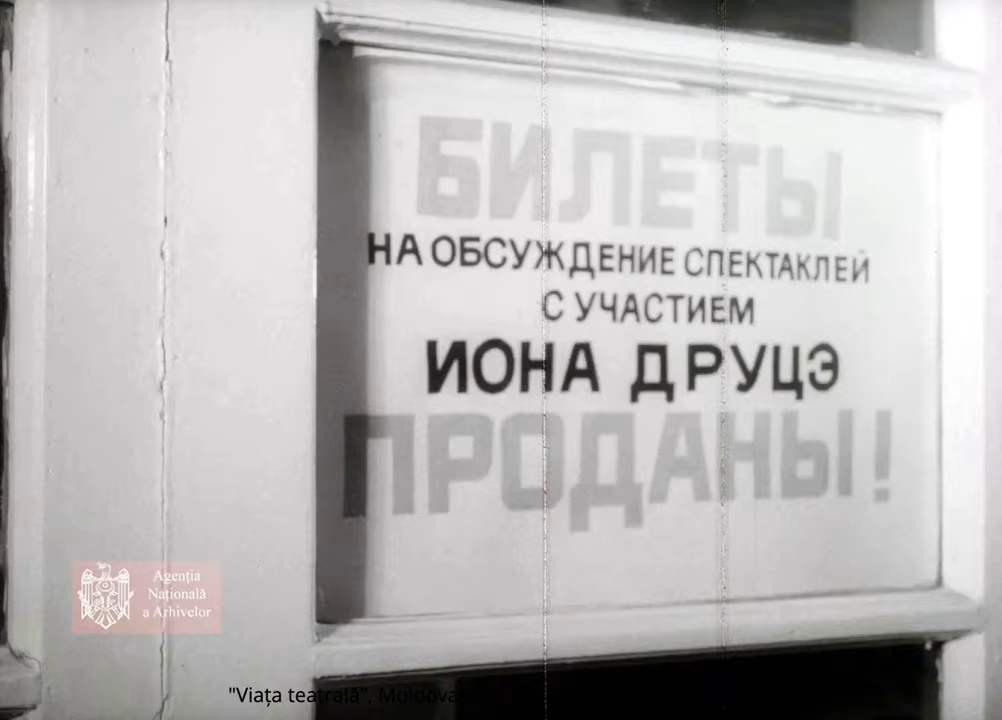 БИЛЕТЫ
НА ОБСУЖДЕНИЕ СПЕКТАКЛЕЙ
С УЧАСТИЕМ
ИОНА ДРУЦЭ
ПРОДАНЫ!
Agenția
Națională
a Arhivelor
"Viața teatrală",